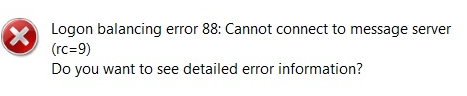 Logon balancing error 88: Cannot connect to message server
(rc=9)
Do you want to see detailed error information?